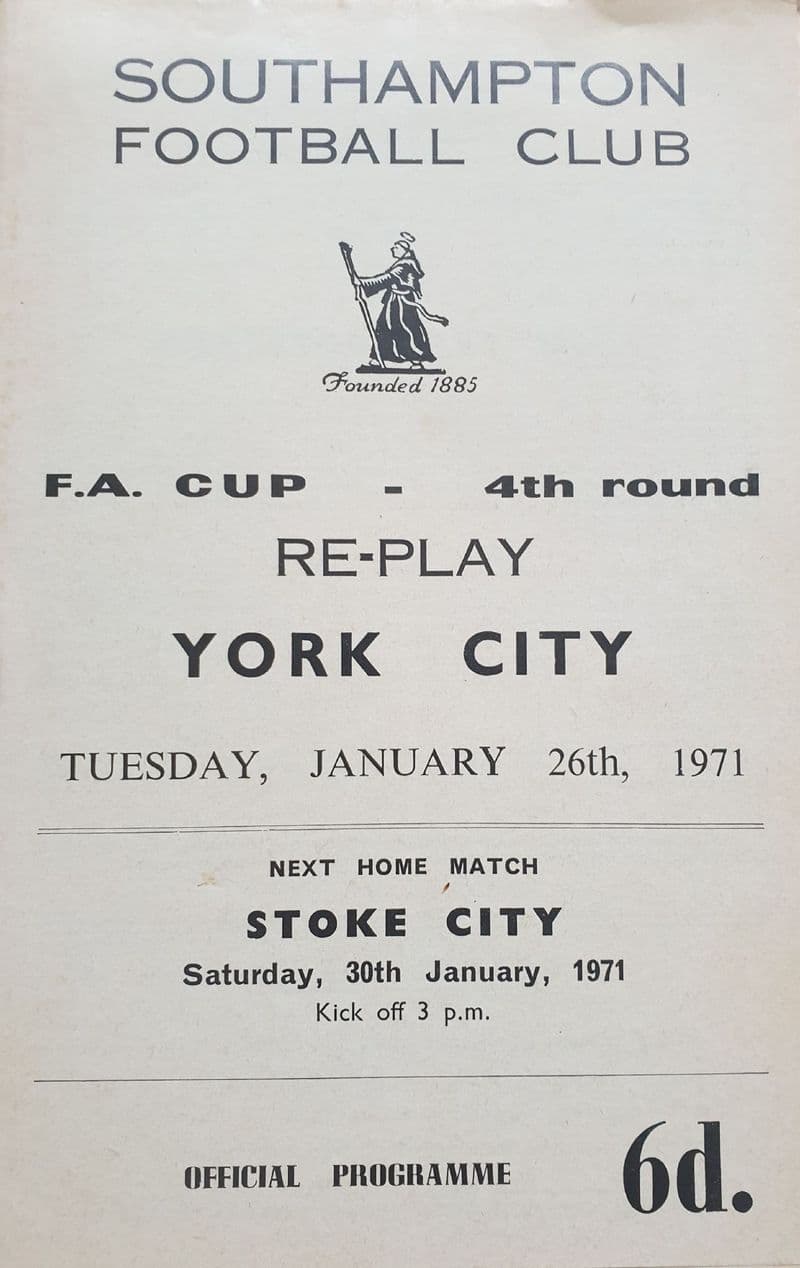 SOUTHAMPTON
FOOTBALL CLUB
Founded 1885
F.A. CUP - 4th round
RE-PLAY
YORK CITY
TUESDAY, JANUARY 26th, 1971
NEXT HOME MATCH
STOKE CITY
Saturday, 30th January, 1971
Kick off 3 p.m.
OFFICIAL PROGRAMME 6d.